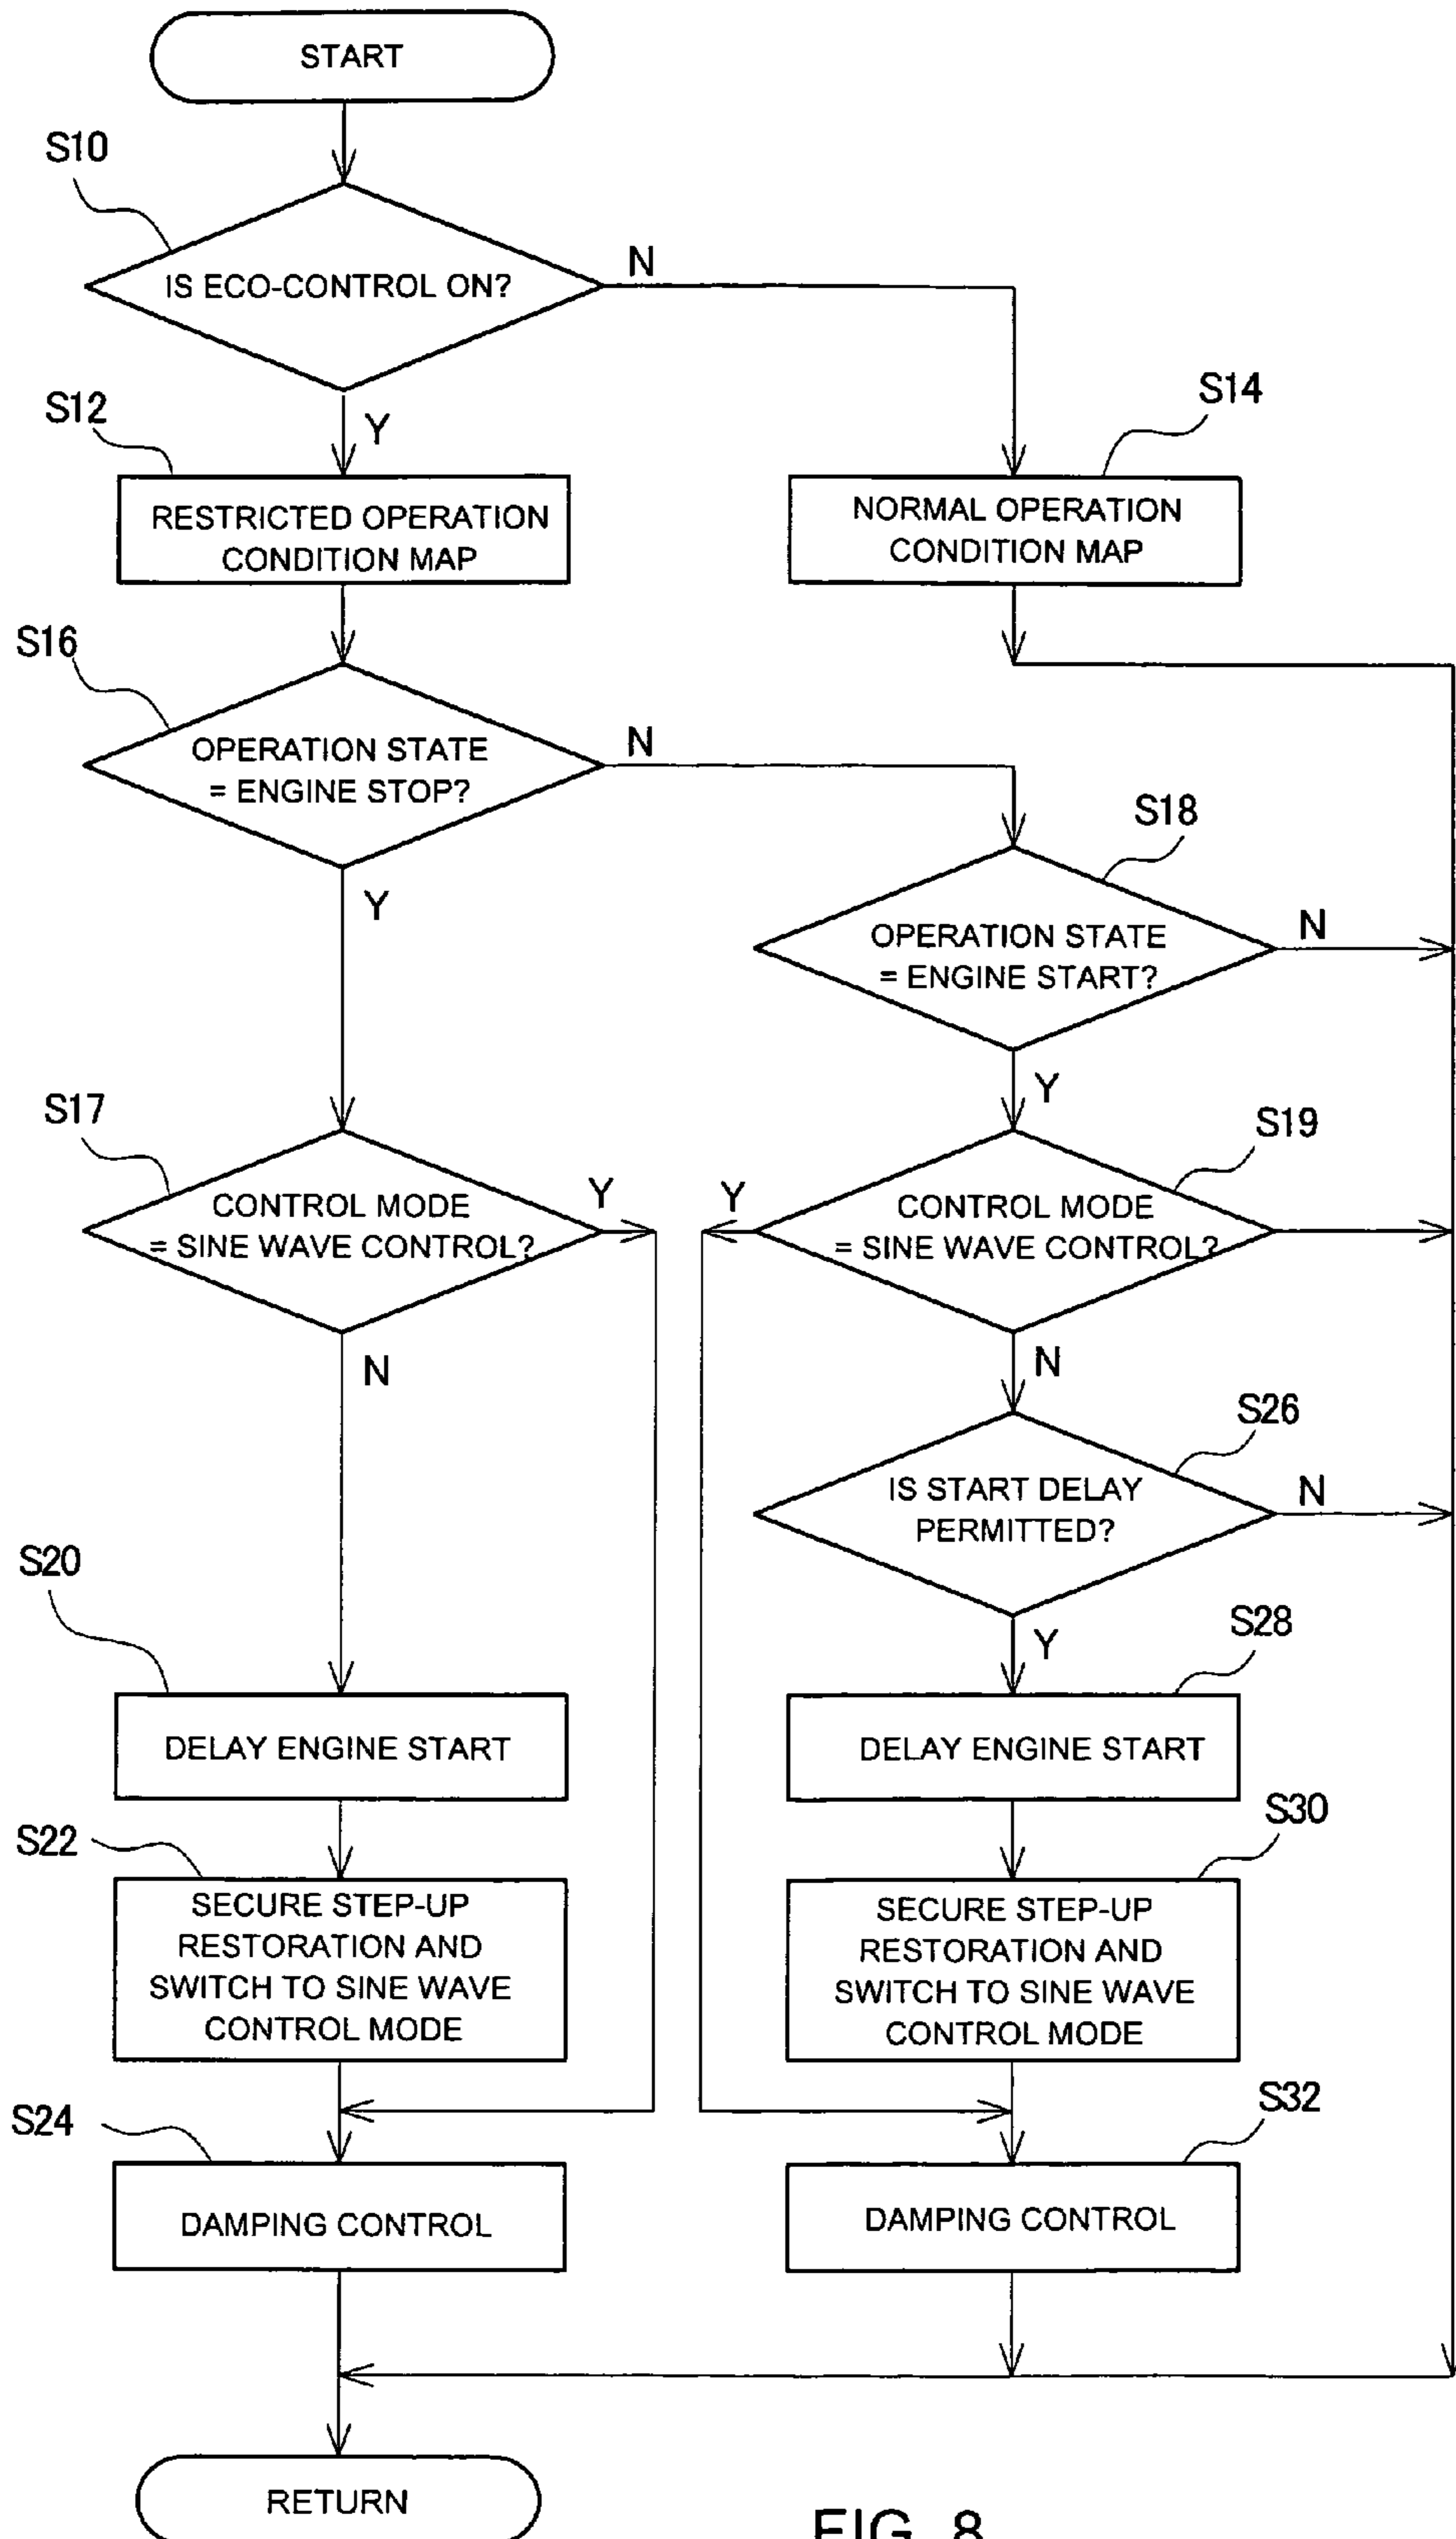 START
S10
IS ECO-CONTROL ON?
N
Y
S12
RESTRICTED OPERATION
CONDITION MAP
S14
NORMAL OPERATION
CONDITION MAP
S16
OPERATION STATE
= ENGINE STOP?
N
Y
S18
OPERATION STATE
= ENGINE START?
N
Y
S17
CONTROL MODE
= SINE WAVE CONTROL?
Y
N
S19
CONTROL MODE
= SINE WAVE CONTROL?
Y
N
S26
IS START DELAY
PERMITTED?
N
Y
S20
DELAY ENGINE START
S28
DELAY ENGINE START
S22
SECURE STEP-UP
RESTORATION AND
SWITCH TO SINE WAVE
CONTROL MODE
S30
SECURE STEP-UP
RESTORATION AND
SWITCH TO SINE WAVE
CONTROL MODE
S24
DAMPING CONTROL
S32
DAMPING CONTROL
RETURN
FIG. 8